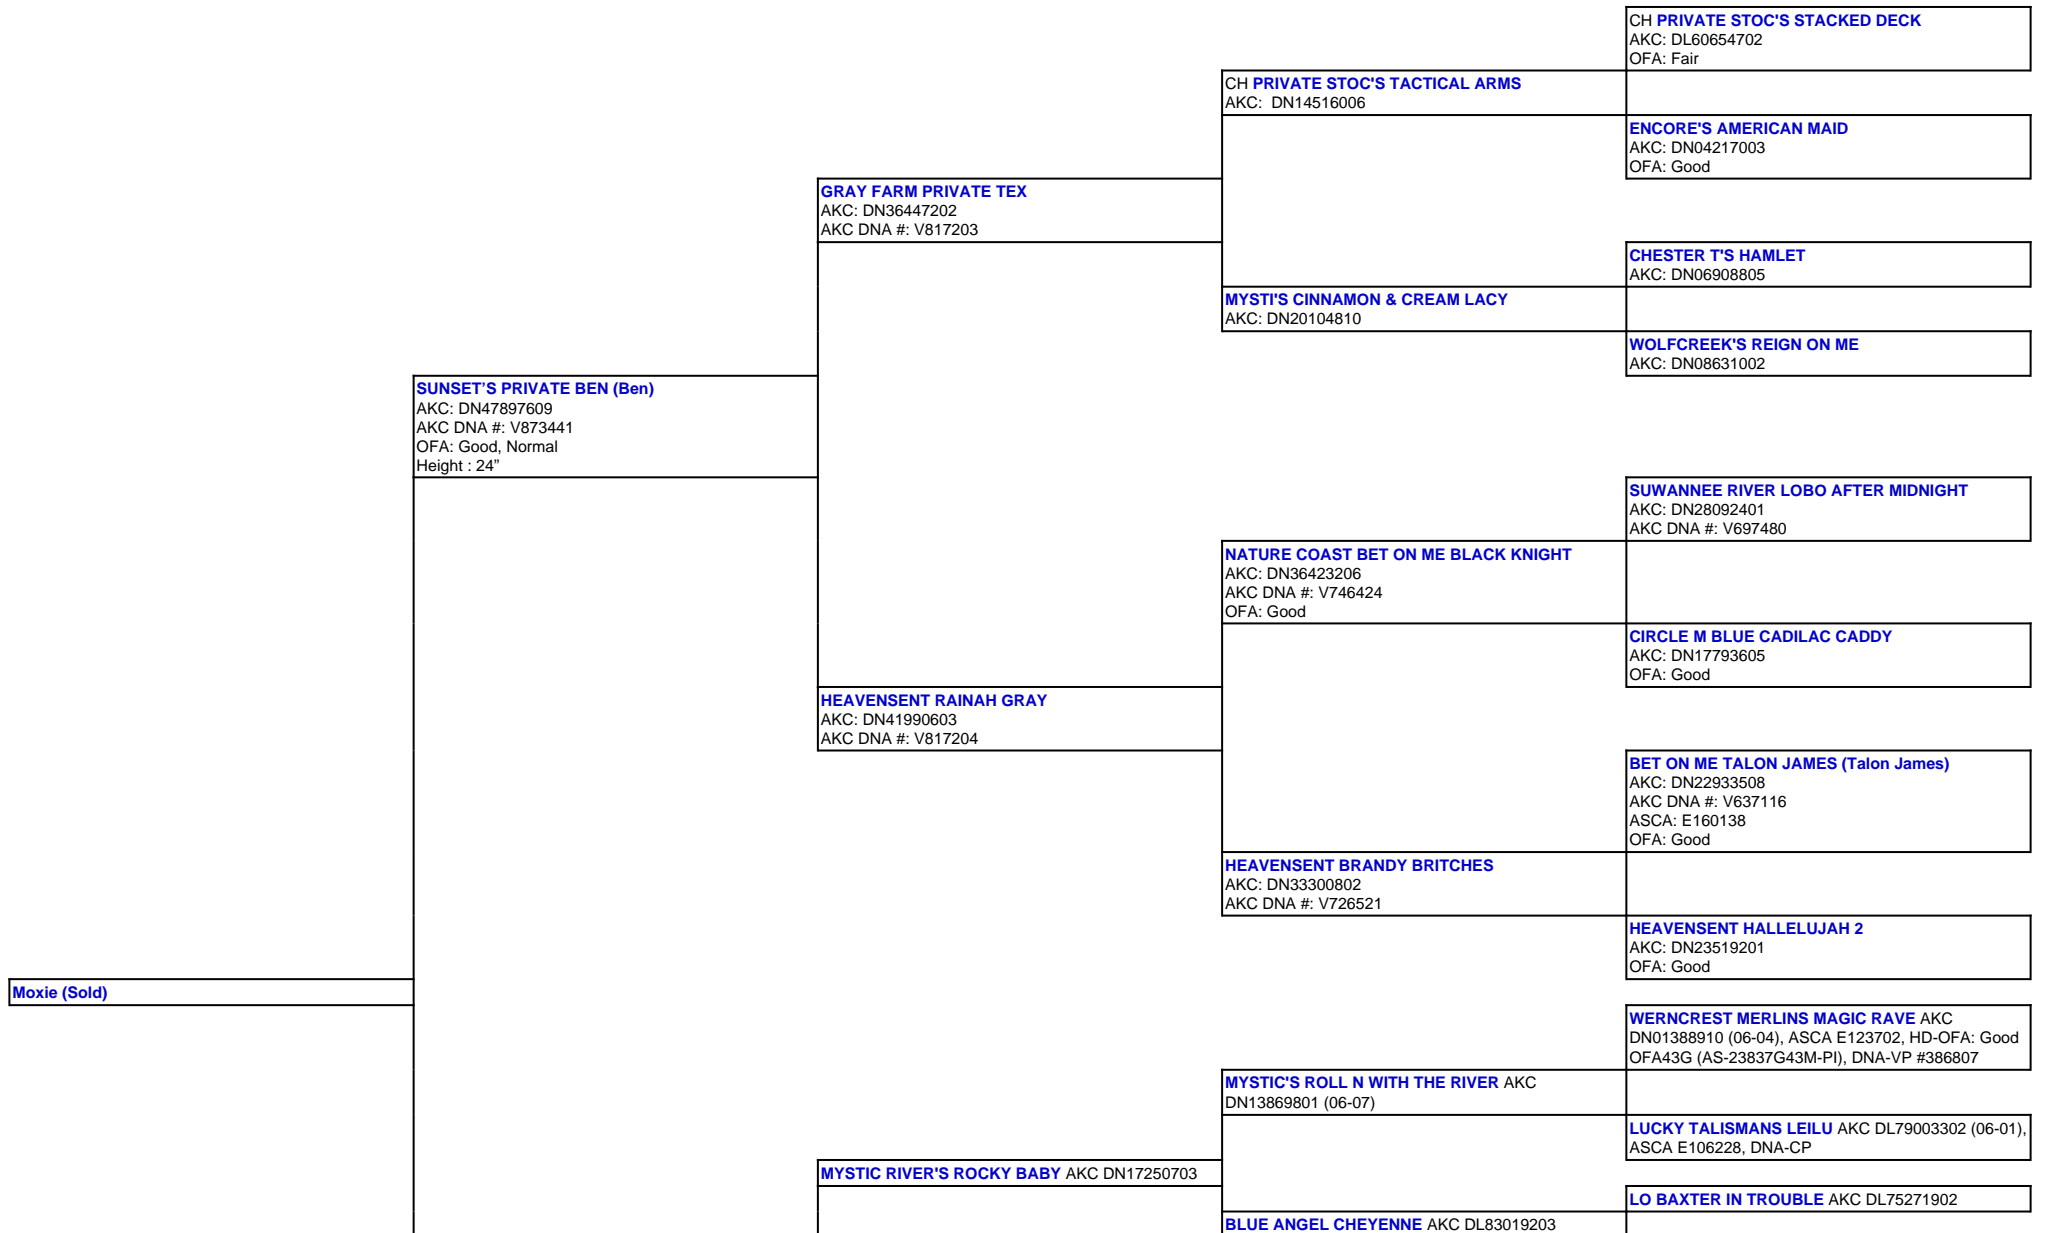 CH PRIVATE STOC'S STACKED DECK
AKC: DL60654702
OFA: Fair
CH PRIVATE STOC'S TACTICAL ARMS
AKC:  DN14516006
ENCORE'S AMERICAN MAID
AKC: DN04217003
OFA: Good
GRAY FARM PRIVATE TEX
AKC: DN36447202
AKC DNA #: V817203
CHESTER T'S HAMLET
AKC: DN06908805
MYSTI'S CINNAMON & CREAM LACY
AKC: DN20104810
WOLFCREEK'S REIGN ON ME
AKC: DN08631002
SUNSET’S PRIVATE BEN (Ben)
AKC: DN47897609
AKC DNA #: V873441
OFA: Good, Normal
Height : 24”
SUWANNEE RIVER LOBO AFTER MIDNIGHT
AKC: DN28092401
AKC DNA #: V697480
NATURE COAST BET ON ME BLACK KNIGHT
AKC: DN36423206
AKC DNA #: V746424
OFA: Good
CIRCLE M BLUE CADILAC CADDY
AKC: DN17793605
OFA: Good
HEAVENSENT RAINAH GRAY
AKC: DN41990603
AKC DNA #: V817204
BET ON ME TALON JAMES (Talon James)
AKC: DN22933508
AKC DNA #: V637116
ASCA: E160138
OFA: Good
HEAVENSENT BRANDY BRITCHES
AKC: DN33300802
AKC DNA #: V726521
HEAVENSENT HALLELUJAH 2
AKC: DN23519201
OFA: Good
Moxie (Sold)
WERNCREST MERLINS MAGIC RAVE AKC
DN01388910 (06-04), ASCA E123702, HD-OFA: Good
OFA43G (AS-23837G43M-PI), DNA-VP #386807
MYSTIC'S ROLL N WITH THE RIVER AKC
DN13869801 (06-07)
LUCKY TALISMANS LEILU AKC DL79003302 (06-01),
ASCA E106228, DNA-CP
MYSTIC RIVER'S ROCKY BABY AKC DN17250703
LO BAXTER IN TROUBLE AKC DL75271902
BLUE ANGEL CHEYENNE AKC DL83019203